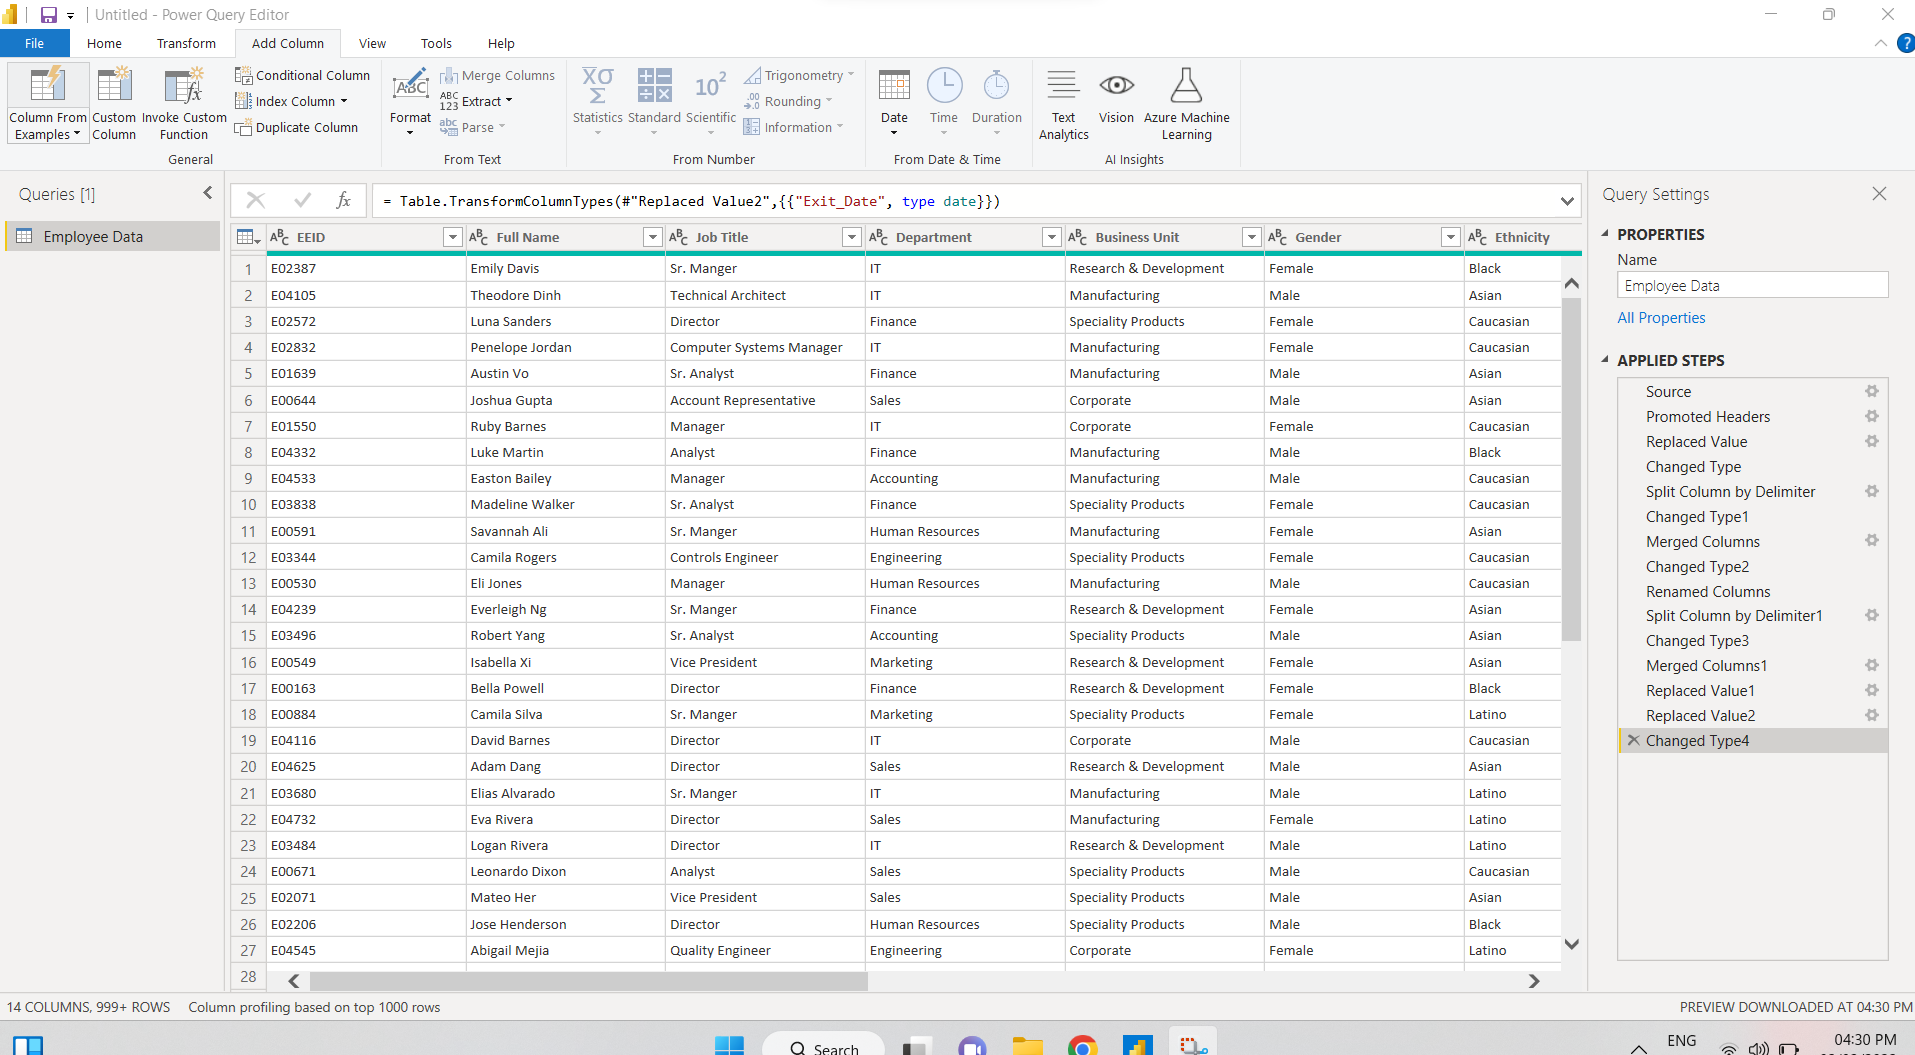 Untitled - Power Query Editor
File Home Transform Add Column View Tools Help
Column From Examples
Custom Column
Invoke Custom Function
Conditional Column
Index Column
Duplicate Column
General
Format
Merge Columns
Extract
Parse
From Text
Statistics
Standard
Scientific
Trigonometry
Rounding
Information
From Number
Date
Time
Duration
From Date & Time
Text Analytics
Vision
Azure Machine Learning
AI Insights
Queries [1]
Employee Data
= Table.TransformColumnTypes(#"Replaced Value2",{{"Exit_Date", type date}})
EEID Full Name Job Title Department Business Unit Gender Ethnicity
1 E02387 Emily Davis Sr. Manger IT Research & Development Female Black
2 E04105 Theodore Dinh Technical Architect IT Manufacturing Male Asian
3 E02572 Luna Sanders Director Finance Speciality Products Female Caucasian
4 E02832 Penelope Jordan Computer Systems Manager IT Manufacturing Female Caucasian
5 E01639 Austin Vo Sr. Analyst Finance Manufacturing Male Asian
6 E00644 Joshua Gupta Account Representative Sales Corporate Male Asian
7 E01550 Ruby Barnes Manager IT Corporate Female Caucasian
8 E04332 Luke Martin Analyst Finance Manufacturing Male Black
9 E04533 Easton Bailey Manager Accounting Manufacturing Male Caucasian
10 E03838 Madeline Walker Sr. Analyst Finance Speciality Products Female Caucasian
11 E00591 Savannah Ali Sr. Manger Human Resources Manufacturing Female Asian
12 E03344 Camila Rogers Controls Engineer Engineering Speciality Products Female Caucasian
13 E00530 Eli Jones Manager Human Resources Manufacturing Male Caucasian
14 E04239 Everleigh Ng Sr. Manger Finance Research & Development Female Asian
15 E03496 Robert Yang Sr. Analyst Accounting Speciality Products Male Asian
16 E00549 Isabella Xi Vice President Marketing Research & Development Female Asian
17 E00163 Bella Powell Director Finance Research & Development Female Black
18 E00884 Camila Silva Sr. Manger Marketing Speciality Products Female Latino
19 E04116 David Barnes Director IT Corporate Male Caucasian
20 E04625 Adam Dang Director Sales Research & Development Male Asian
21 E03680 Elias Alvarado Sr. Manger IT Manufacturing Male Latino
22 E04732 Eva Rivera Director Sales Manufacturing Female Latino
23 E03484 Logan Rivera Director IT Research & Development Male Latino
24 E00671 Leonardo Dixon Analyst Sales Speciality Products Male Caucasian
25 E02071 Mateo Her Vice President Sales Speciality Products Male Asian
26 E02206 Jose Henderson Director Human Resources Speciality Products Male Black
27 E04545 Abigail Mejia Quality Engineer Engineering Corporate Female Latino
28
Query Settings
PROPERTIES
Name
Employee Data
All Properties
APPLIED STEPS
Source
Promoted Headers
Replaced Value
Changed Type
Split Column by Delimiter
Changed Type1
Merged Columns
Changed Type2
Renamed Columns
Split Column by Delimiter1
Changed Type3
Merged Columns1
Replaced Value1
Replaced Value2
Changed Type4
14 COLUMNS, 999+ ROWS Column profiling based on top 1000 rows
PREVIEW DOWNLOADED AT 04:30 PM
Search
ENG
04:30 PM